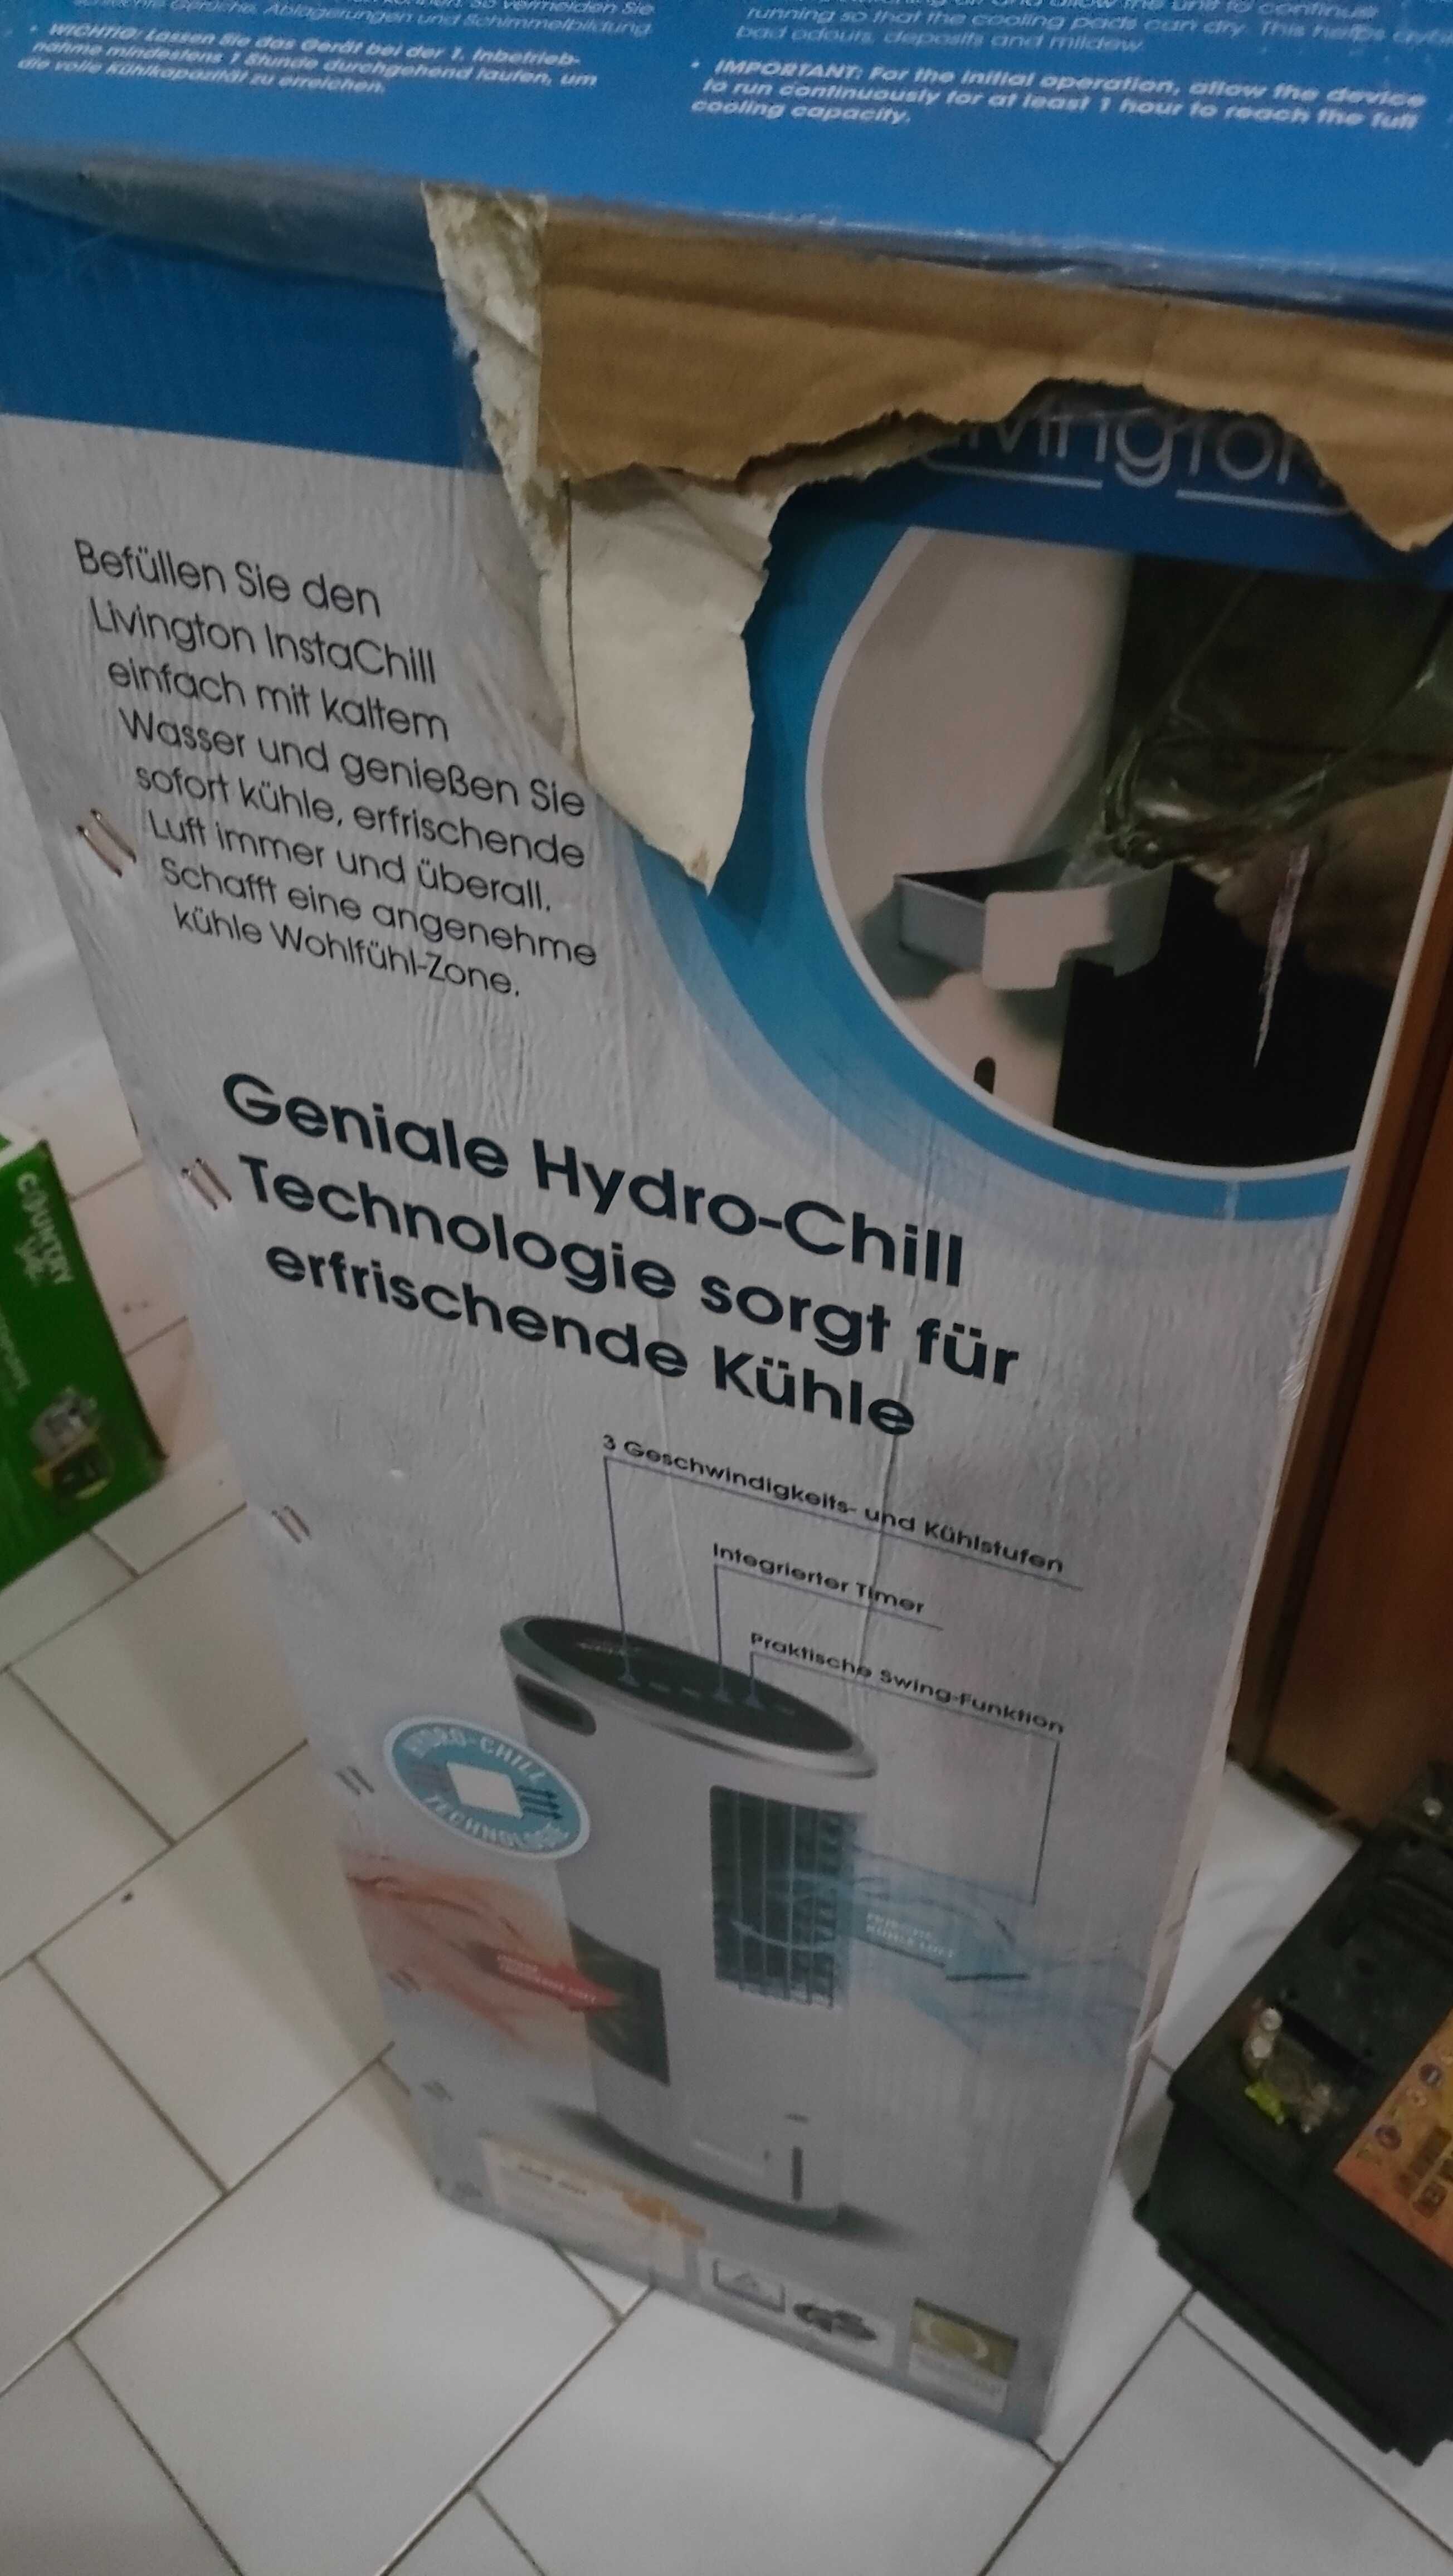 Gerüche, Ablagerungen und Schimmelbildung.
• WICHTIG: Lassen Sie das Gerät bei der 1. Inbetrieb-
nahme mindestens 1 Stunde durchgehend laufen, um
die volle Kühlkapazität zu erreichen.
running so that the cooling pads can dry. This helps
bad odours, deposits and mildew.
• IMPORTANT: For the initial operation, allow the device
to run continuously for at least 1 hour to reach the full
cooling capacity.
Befüllen Sie den
Livington InstaChill
einfach mit kaltem
Wasser und genießen Sie
sofort kühle, erfrischende
Luft immer und überall.
Schafft eine angenehme
kühle Wohlfühl-Zone.
Geniale Hydro-Chill
Technologie sorgt für
erfrischende Kühle
3 Geschwindigkeits- und Kühlstufen
Integrierter Timer
Praktische Swing-Funktion
HYDRO-CHILL
TECHNOLOGIE